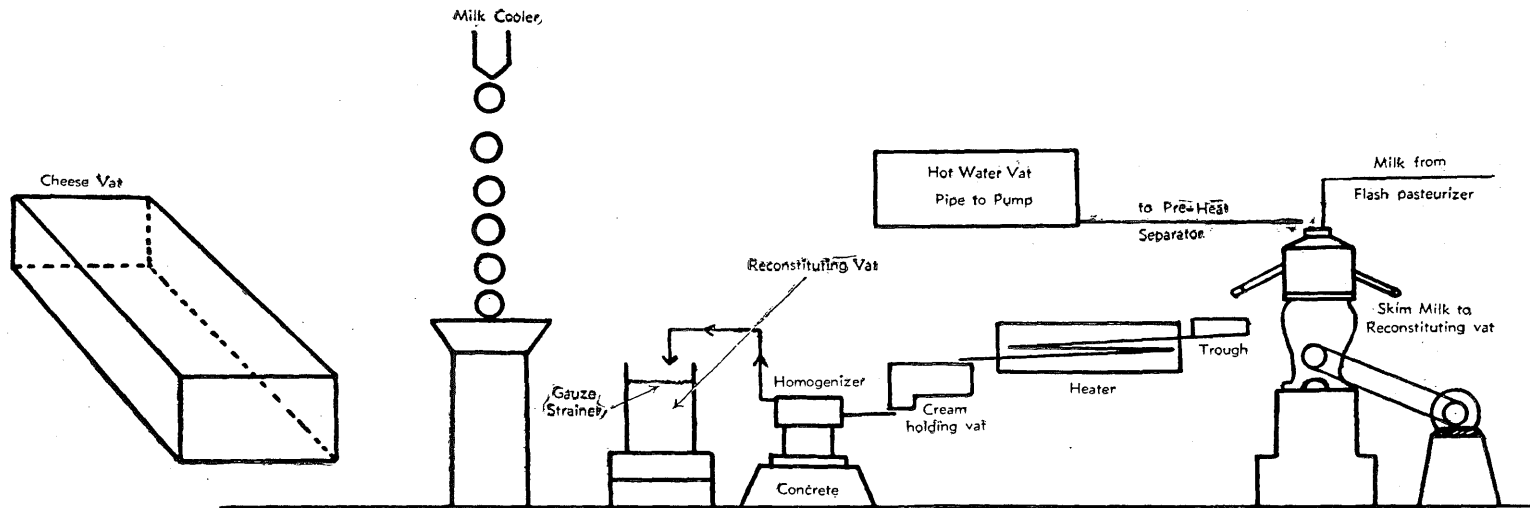 Milk Cooler
Cheese Vat
Hot Water Vat
Pipe to Pump
to Pre-Heat
Separator
Milk from
Flash pasteurizer
Reconstituting Vat
Skim Milk to
Reconstituting vat
Trough
Heater
Homogenizer
Gauze
Strainer
Cream
holding vat
Concrete